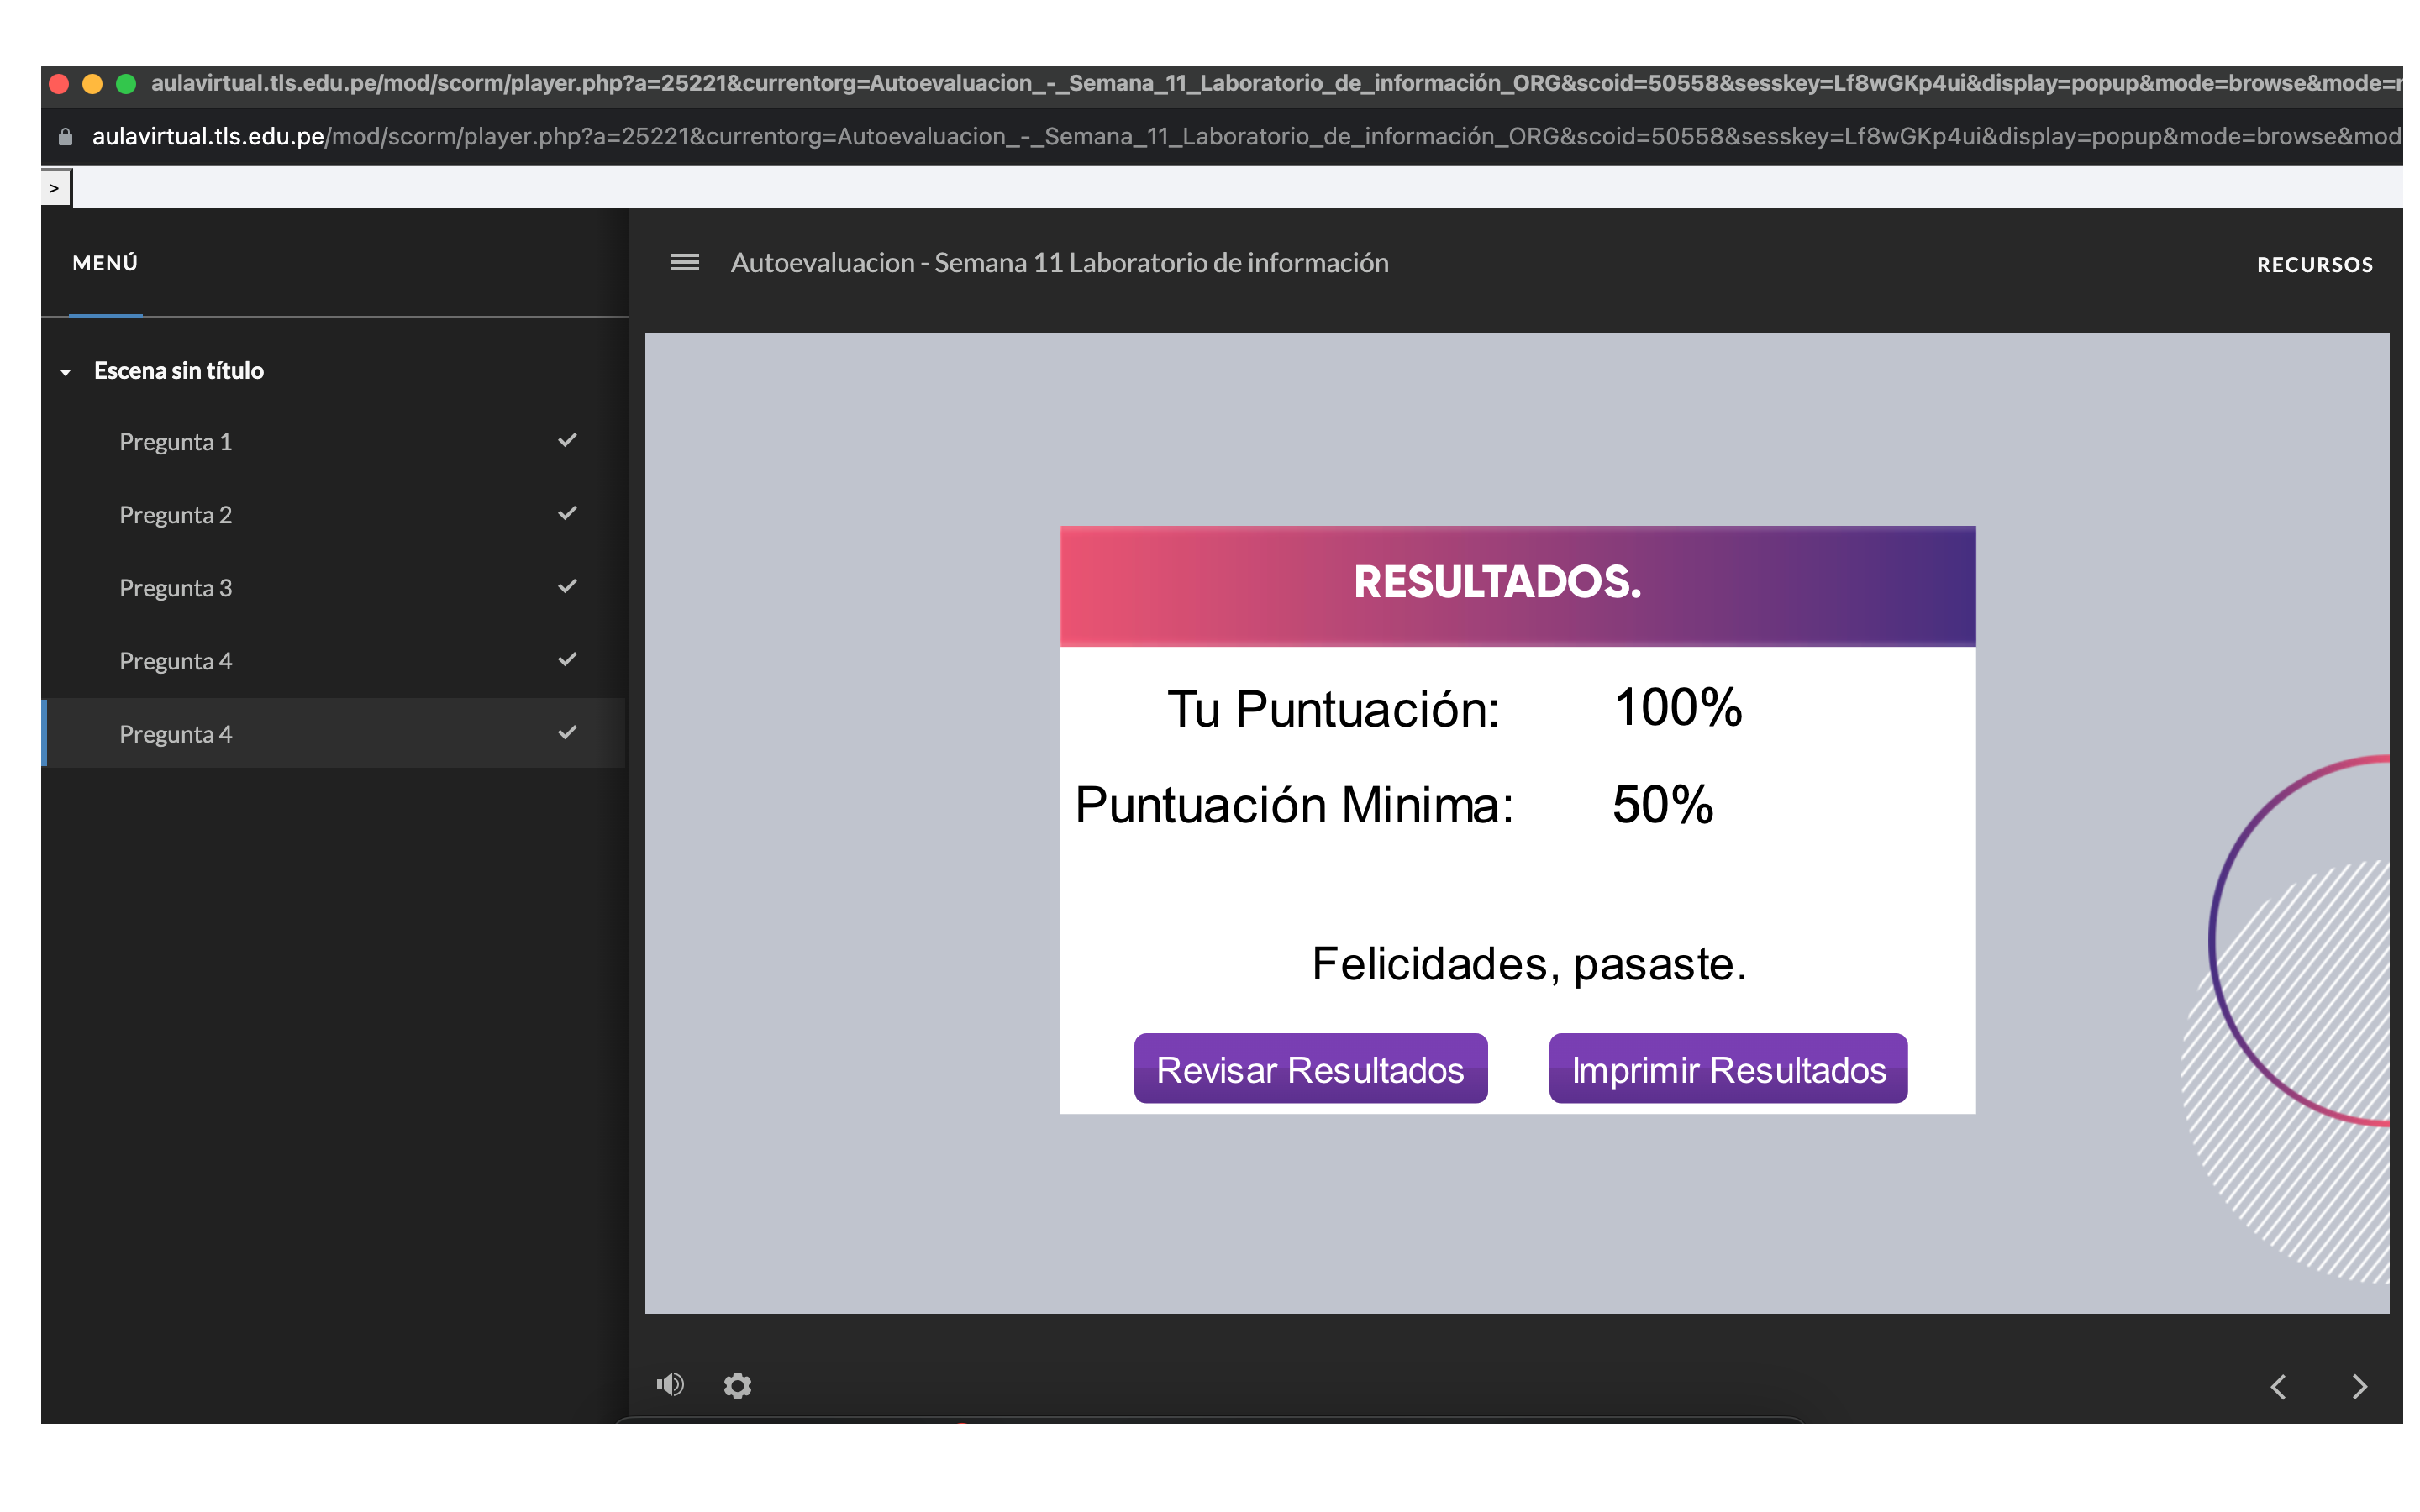 aulavirtual.tls.edu.pe/mod/scorm/player.php?a=25221&currentorg=Autoevaluacion_-_Semana_11_Laboratorio_de_información_ORG&scoid=50558&sesskey=Lf8wGKp4ui&display=popup&mode=browse&mode=
aulavirtual.tls.edu.pe/mod/scorm/player.php?a=25221&currentorg=Autoevaluacion_-_Semana_11_Laboratorio_de_información_ORG&scoid=50558&sesskey=Lf8wGKp4ui&display=popup&mode=browse&mod
>
MENÚ
Autoevaluacion - Semana 11 Laboratorio de información
RECURSOS
Escena sin título
Pregunta 1
Pregunta 2
Pregunta 3
Pregunta 4
Pregunta 4
RESULTADOS.
Tu Puntuación: 100%
Puntuación Minima: 50%
Felicidades, pasaste.
Revisar Resultados
Imprimir Resultados